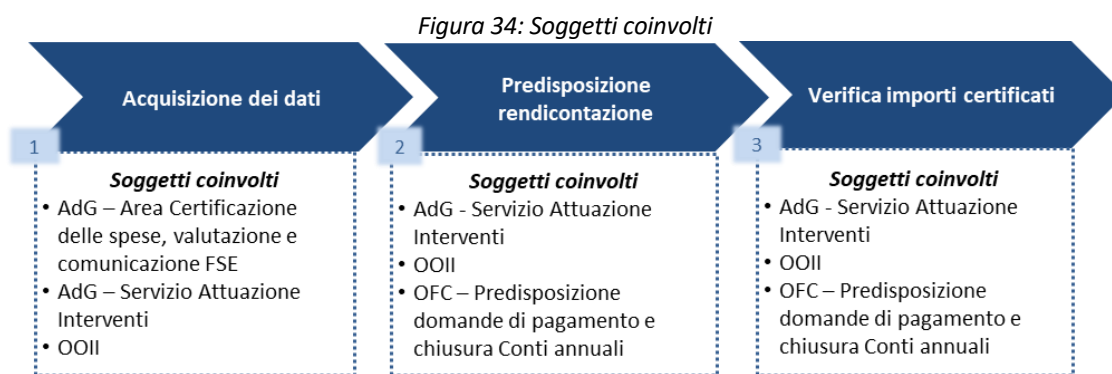 Figura 34: Soggetti coinvolti
Acquisizione dei dati
1
Soggetti coinvolti
• AdG – Area Certificazione
delle spese, valutazione e
comunicazione FSE
• AdG – Servizio Attuazione
Interventi
• OOII
Predisposizione
rendicontazione
2
Soggetti coinvolti
• AdG - Servizio Attuazione
Interventi
• OOII
• OFC – Predisposizione
domande di pagamento e
chiusura Conti annuali
Verifica importi certificati
3
Soggetti coinvolti
• AdG - Servizio Attuazione
Interventi
• OOII
• OFC – Predisposizione
domande di pagamento e
chiusura Conti annuali